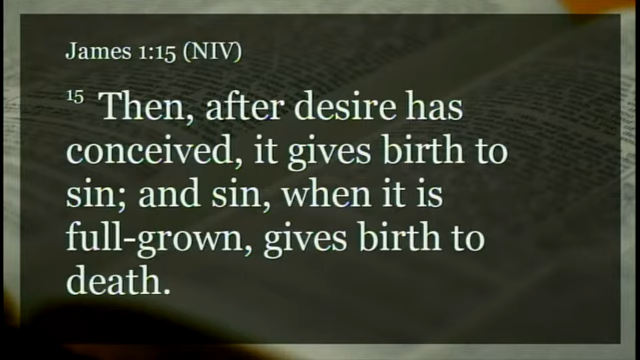 James 1:15 (NIV)
15 Then, after desire has
conceived, it gives birth to
sin; and sin, when it is
full-grown, gives birth to
death.